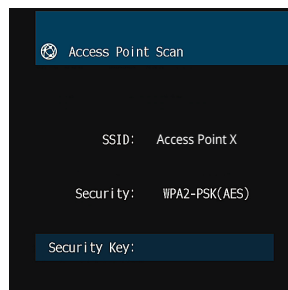 Access Point Scan
SSID: Access Point X
Security: WPA2-PSK(AES)
Security Key: